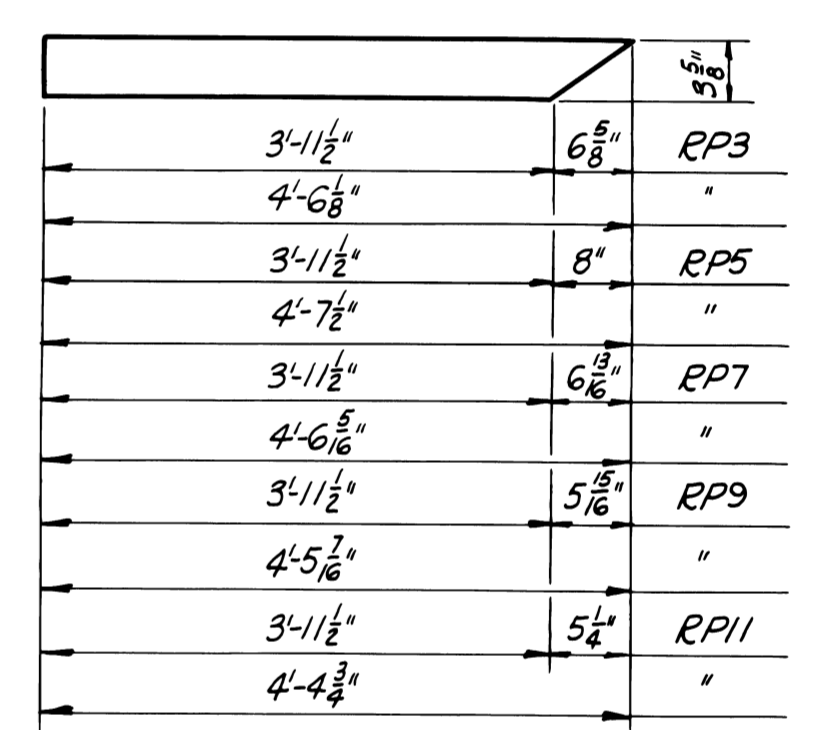 3 5/8"
3'-11 1/2" 6 5/8" RP3
4'-6 1/8" "
3'-11 1/2" 8" RP5
4'-7 1/2" "
3'-11 1/2" 6 13/16" RP7
4'-6 5/16" "
3'-11 1/2" 5 15/16" RP9
4'-5 7/16" "
3'-11 1/2" 5 1/4" RP11
4'-4 3/4" "